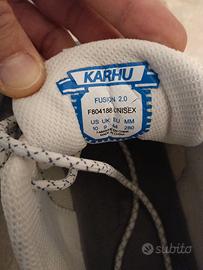 KARHU
FUSION 2.0
F804188 UNISEX
US UK EU MM
10 9 44 280
subito